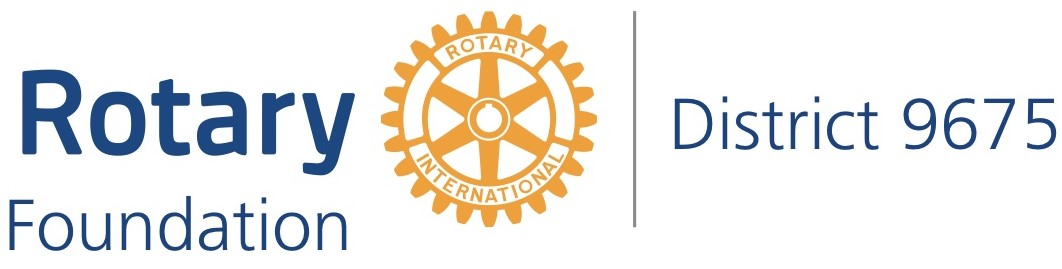 Rotary
Foundation
ROTARY
INTERNATIONAL
District 9675